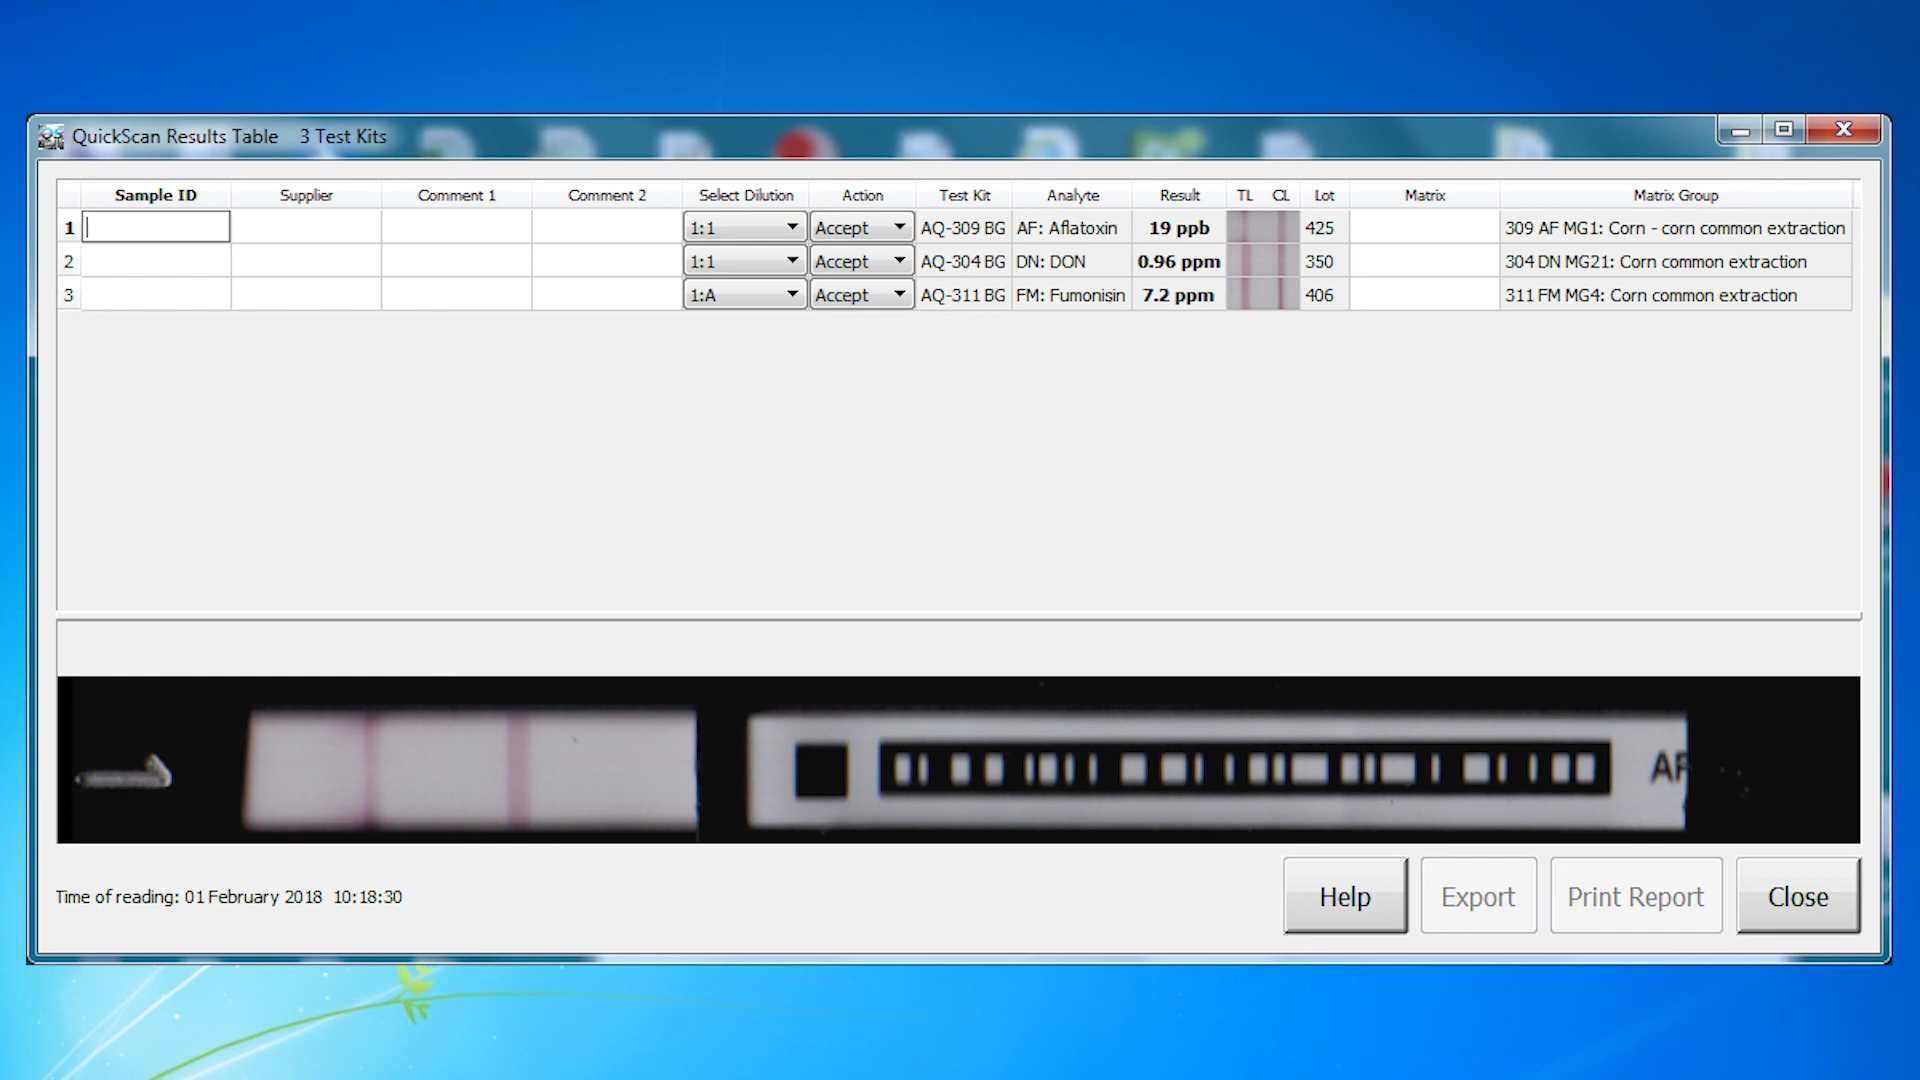 QuickScan Results Table 3 Test Kits
Sample ID Supplier Comment 1 Comment 2 Select Dilution Action Test Kit Analyte Result TL CL Lot Matrix Matrix Group
1 1:1 Accept AQ-309 BG AF: Aflatoxin 19 ppb 425 309 AF MG1: Corn - corn common extraction
2 1:1 Accept AQ-304 BG DN: DON 0.96 ppm 350 304 DN MG21: Corn common extraction
3 1:A Accept AQ-311 BG FM: Fumonisin 7.2 ppm 406 311 FM MG4: Corn common extraction
AF
Time of reading: 01 February 2018 10:18:30
Help Export Print Report Close